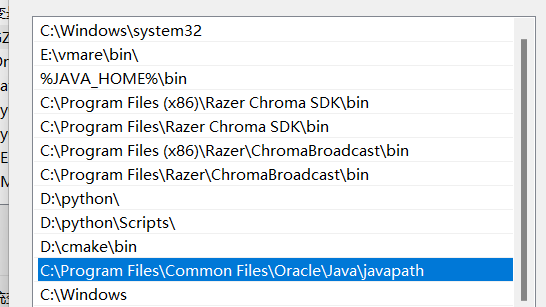 C:\Windows\system32
E:\vmare\bin\
%JAVA_HOME%\bin
C:\Program Files (x86)\Razer Chroma SDK\bin
C:\Program Files\Razer Chroma SDK\bin
C:\Program Files (x86)\Razer\ChromaBroadcast\bin
C:\Program Files\Razer\ChromaBroadcast\bin
D:\python\
D:\python\Scripts\
D:\cmake\bin
C:\Program Files\Common Files\Oracle\Java\javapath
C:\Windows